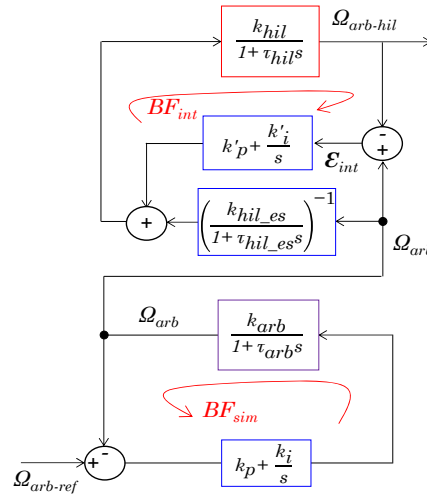 k_hil / (1+ τ_hil s)
Ω_arb-hil
BF_int
-
+
k'p + k'_i / s
ε_int
+
(k_hil_es / (1+ τ_hil_es s))^−1
Ω_arb
Ω_arb
k_arb / (1+ τ_arb s)
BF_sim
-
+
k_p + k_i / s
Ω_arb-ref